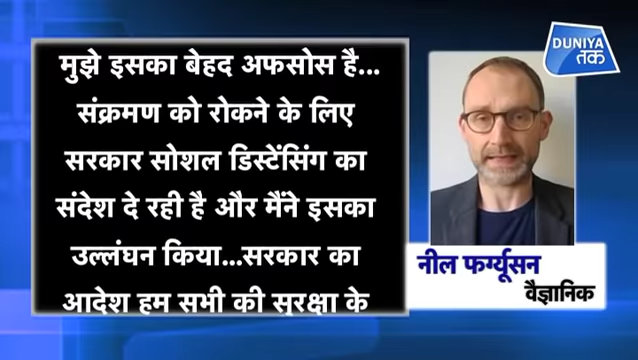 DUNIYA
तक
मुझे इसका बेहद अफसोस है...
संक्रमण को रोकने के लिए
सरकार सोशल डिस्टेंसिंग का
संदेश दे रही है और मैंने इसका
उल्लंघन किया...सरकार का
आदेश हम सभी की सुरक्षा के
नील फर्ग्यूसन
वैज्ञानिक